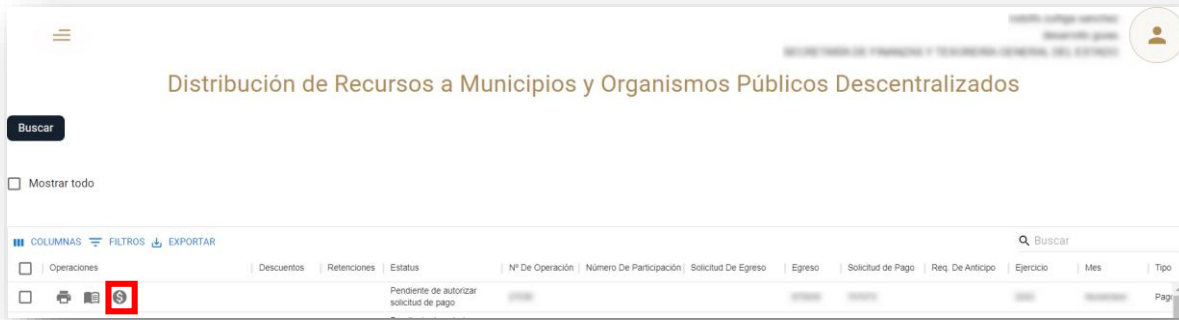 Distribución de Recursos a Municipios y Organismos Públicos Descentralizados
Buscar
Mostrar todo
COLUMNAS FILTROS EXPORTAR Buscar
Operaciones Descuentos Retenciones Estatus Nº De Operación Número De Participación Solicitud De Egreso Egreso Solicitud de Pago Req. De Anticipo Ejercicio Mes Tipo
Pendiente de autorizar
solicitud de pago Pago